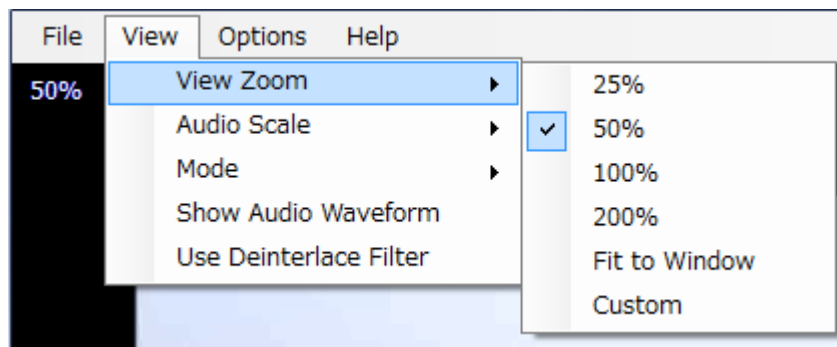 File View Options Help
50%
View Zoom
Audio Scale
Mode
Show Audio Waveform
Use Deinterlace Filter
25%
50%
100%
200%
Fit to Window
Custom